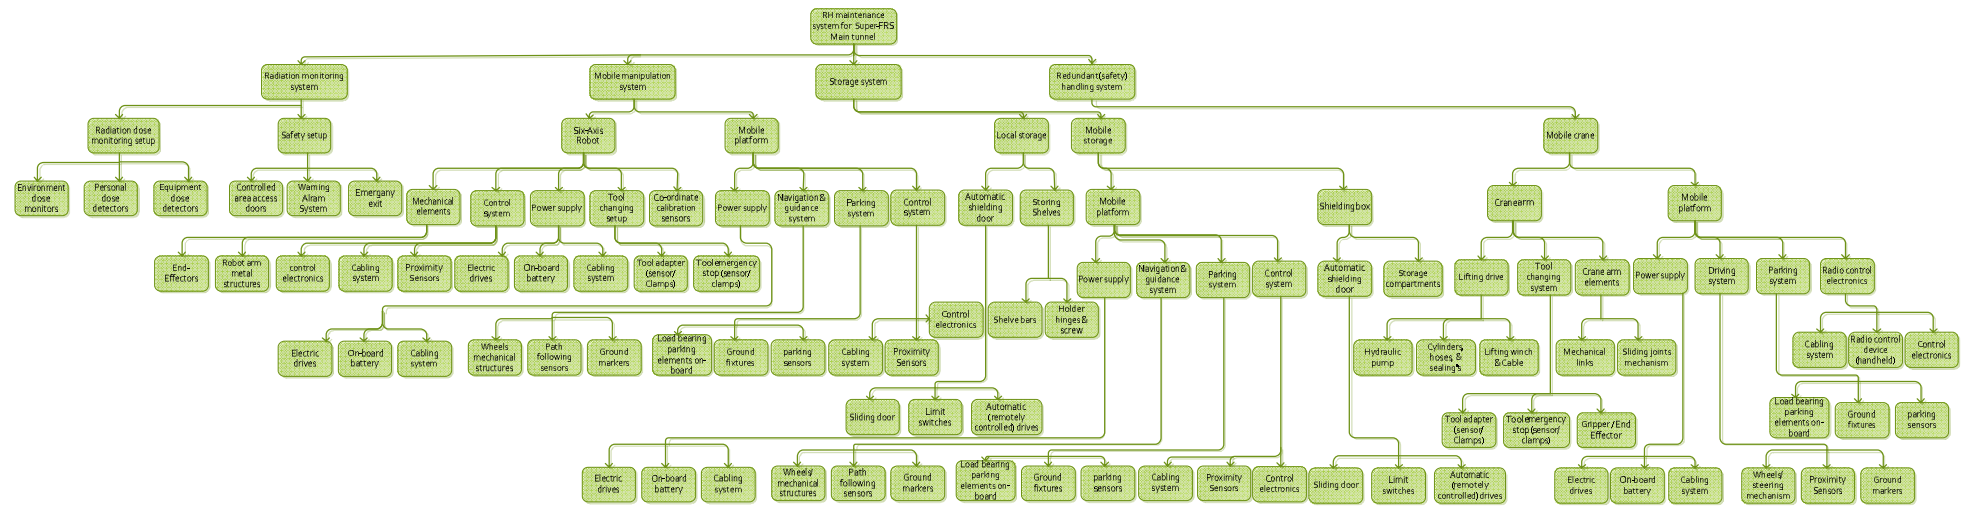 RH maintenance
system for Super-FRS
Main tunnel
Radiation monitoring
system
Mobile manipulation
system
Storage system
Redundant(safety)
handling system
Radiation dose
monitoring setup
Safety setup
Six-Axis
Robot
Mobile
platform
Local storage
Mobile
storage
Mobile crane
Environment
dose
monitors
Personal
dose
detectors
Equipment
dose
detectors
Controlled
area access
doors
Warning
Alram
System
Emergany
exit
Mechanical
elements
Control
system
Power supply
Tool
changing
setup
Co-ordinate
calibration
sensors
Power supply
Navigation &
guidance
system
Parking
system
Control
system
Automatic
shielding
door
Storing
Shelves
Mobile
platform
Shielding box
Crane arm
Mobile
platform
End-
Effectors
Robot arm
metal
structures
control
electronics
Cabling
system
Proximity
Sensors
Electric
drives
On-board
battery
Cabling
system
Tool adapter
(sensor/
Clamps)
Tool emergency
stop (sensor/
clamps)
Power supply
Navigation &
guidance
system
Parking
system
Control
system
Automatic
shielding
door
Storage
compartments
Lifting drive
Tool
changing
system
Crane arm
elements
Power supply
Driving
system
Parking
system
Radio control
electronics
Control
electronics
Shelve bars
Holder
hinges &
screw
Electric
drives
On-board
battery
Cabling
system
Wheels
mechanical
structures
Path
following
sensors
Ground
markers
Load bearing
parking
elements on-
board
Ground
fixtures
parking
sensors
Cabling
system
Proximity
Sensors
Hydraulic
pump
Cylinders,
hoses, &
sealing's
Lifting winch
& Cable
Mechanical
links
Sliding joints
mechanism
Cabling
system
Radio control
device
(handheld)
Control
electronics
Sliding door
Limit
switches
Automatic
(remotely
controlled) drives
Tool adapter
(sensor/
Clamps)
Tool emergency
stop (sensor/
clamps)
Gripper / End
Effector
Load bearing
parking
elements on-
board
Ground
fixtures
parking
sensors
Electric
drives
On-board
battery
Cabling
system
Wheels/
mechanical
structures
Path
following
sensors
Ground
markers
Load bearing
parking
elements on-
board
Ground
fixtures
parking
sensors
Cabling
system
Proximity
Sensors
Control
electronics
Sliding door
Limit
switches
Automatic
(remotely
controlled) drives
Electric
drives
On-board
battery
Cabling
system
Wheels/
steering
mechanism
Proximity
Sensors
Ground
markers